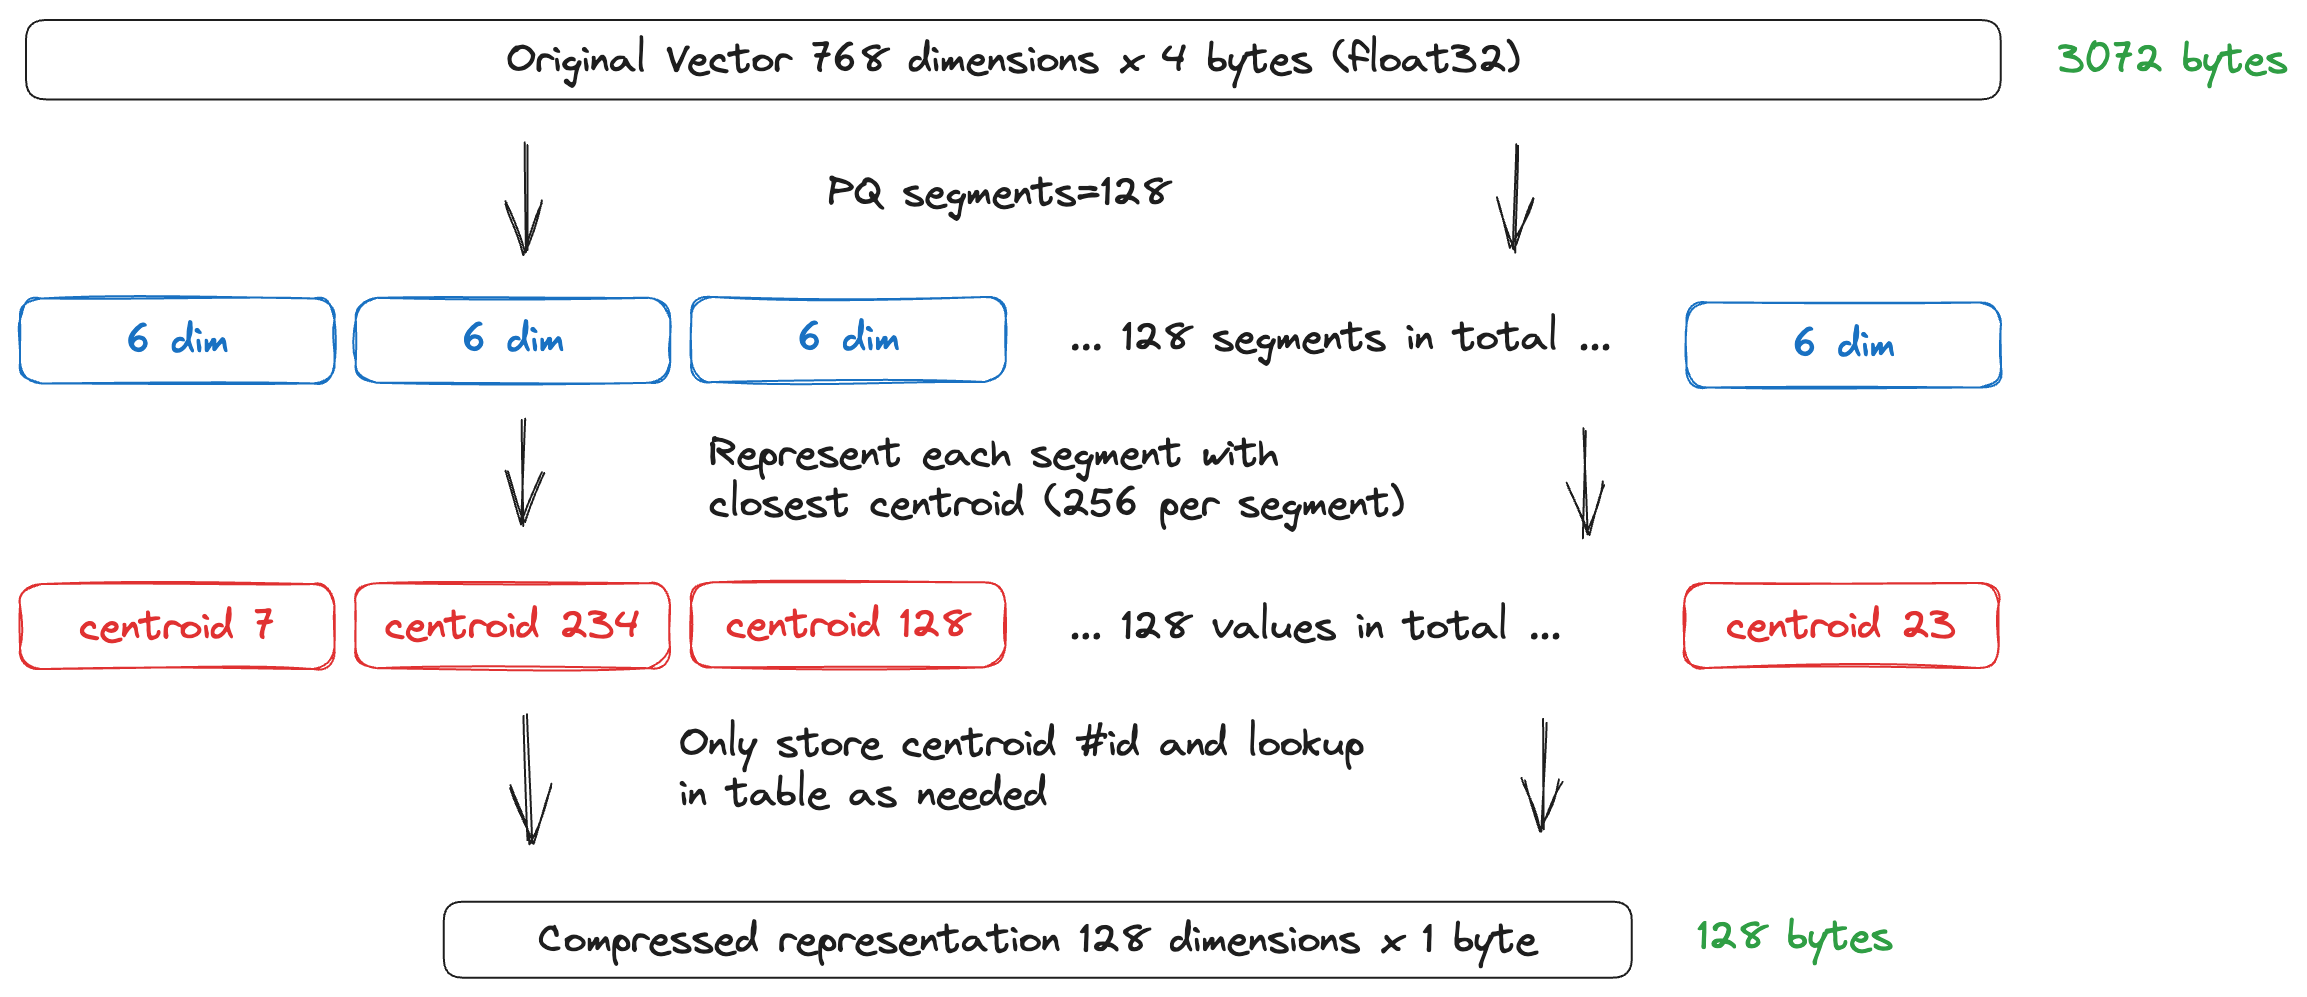 Original Vector 768 dimensions x 4 bytes (float32)
3072 bytes
PQ segments=128
6 dim
6 dim
6 dim
... 128 segments in total ...
6 dim
Represent each segment with
closest centroid (256 per segment)
centroid 7
centroid 234
centroid 128
... 128 values in total ...
centroid 23
Only store centroid #id and lookup
in table as needed
Compressed representation 128 dimensions x 1 byte
128 bytes